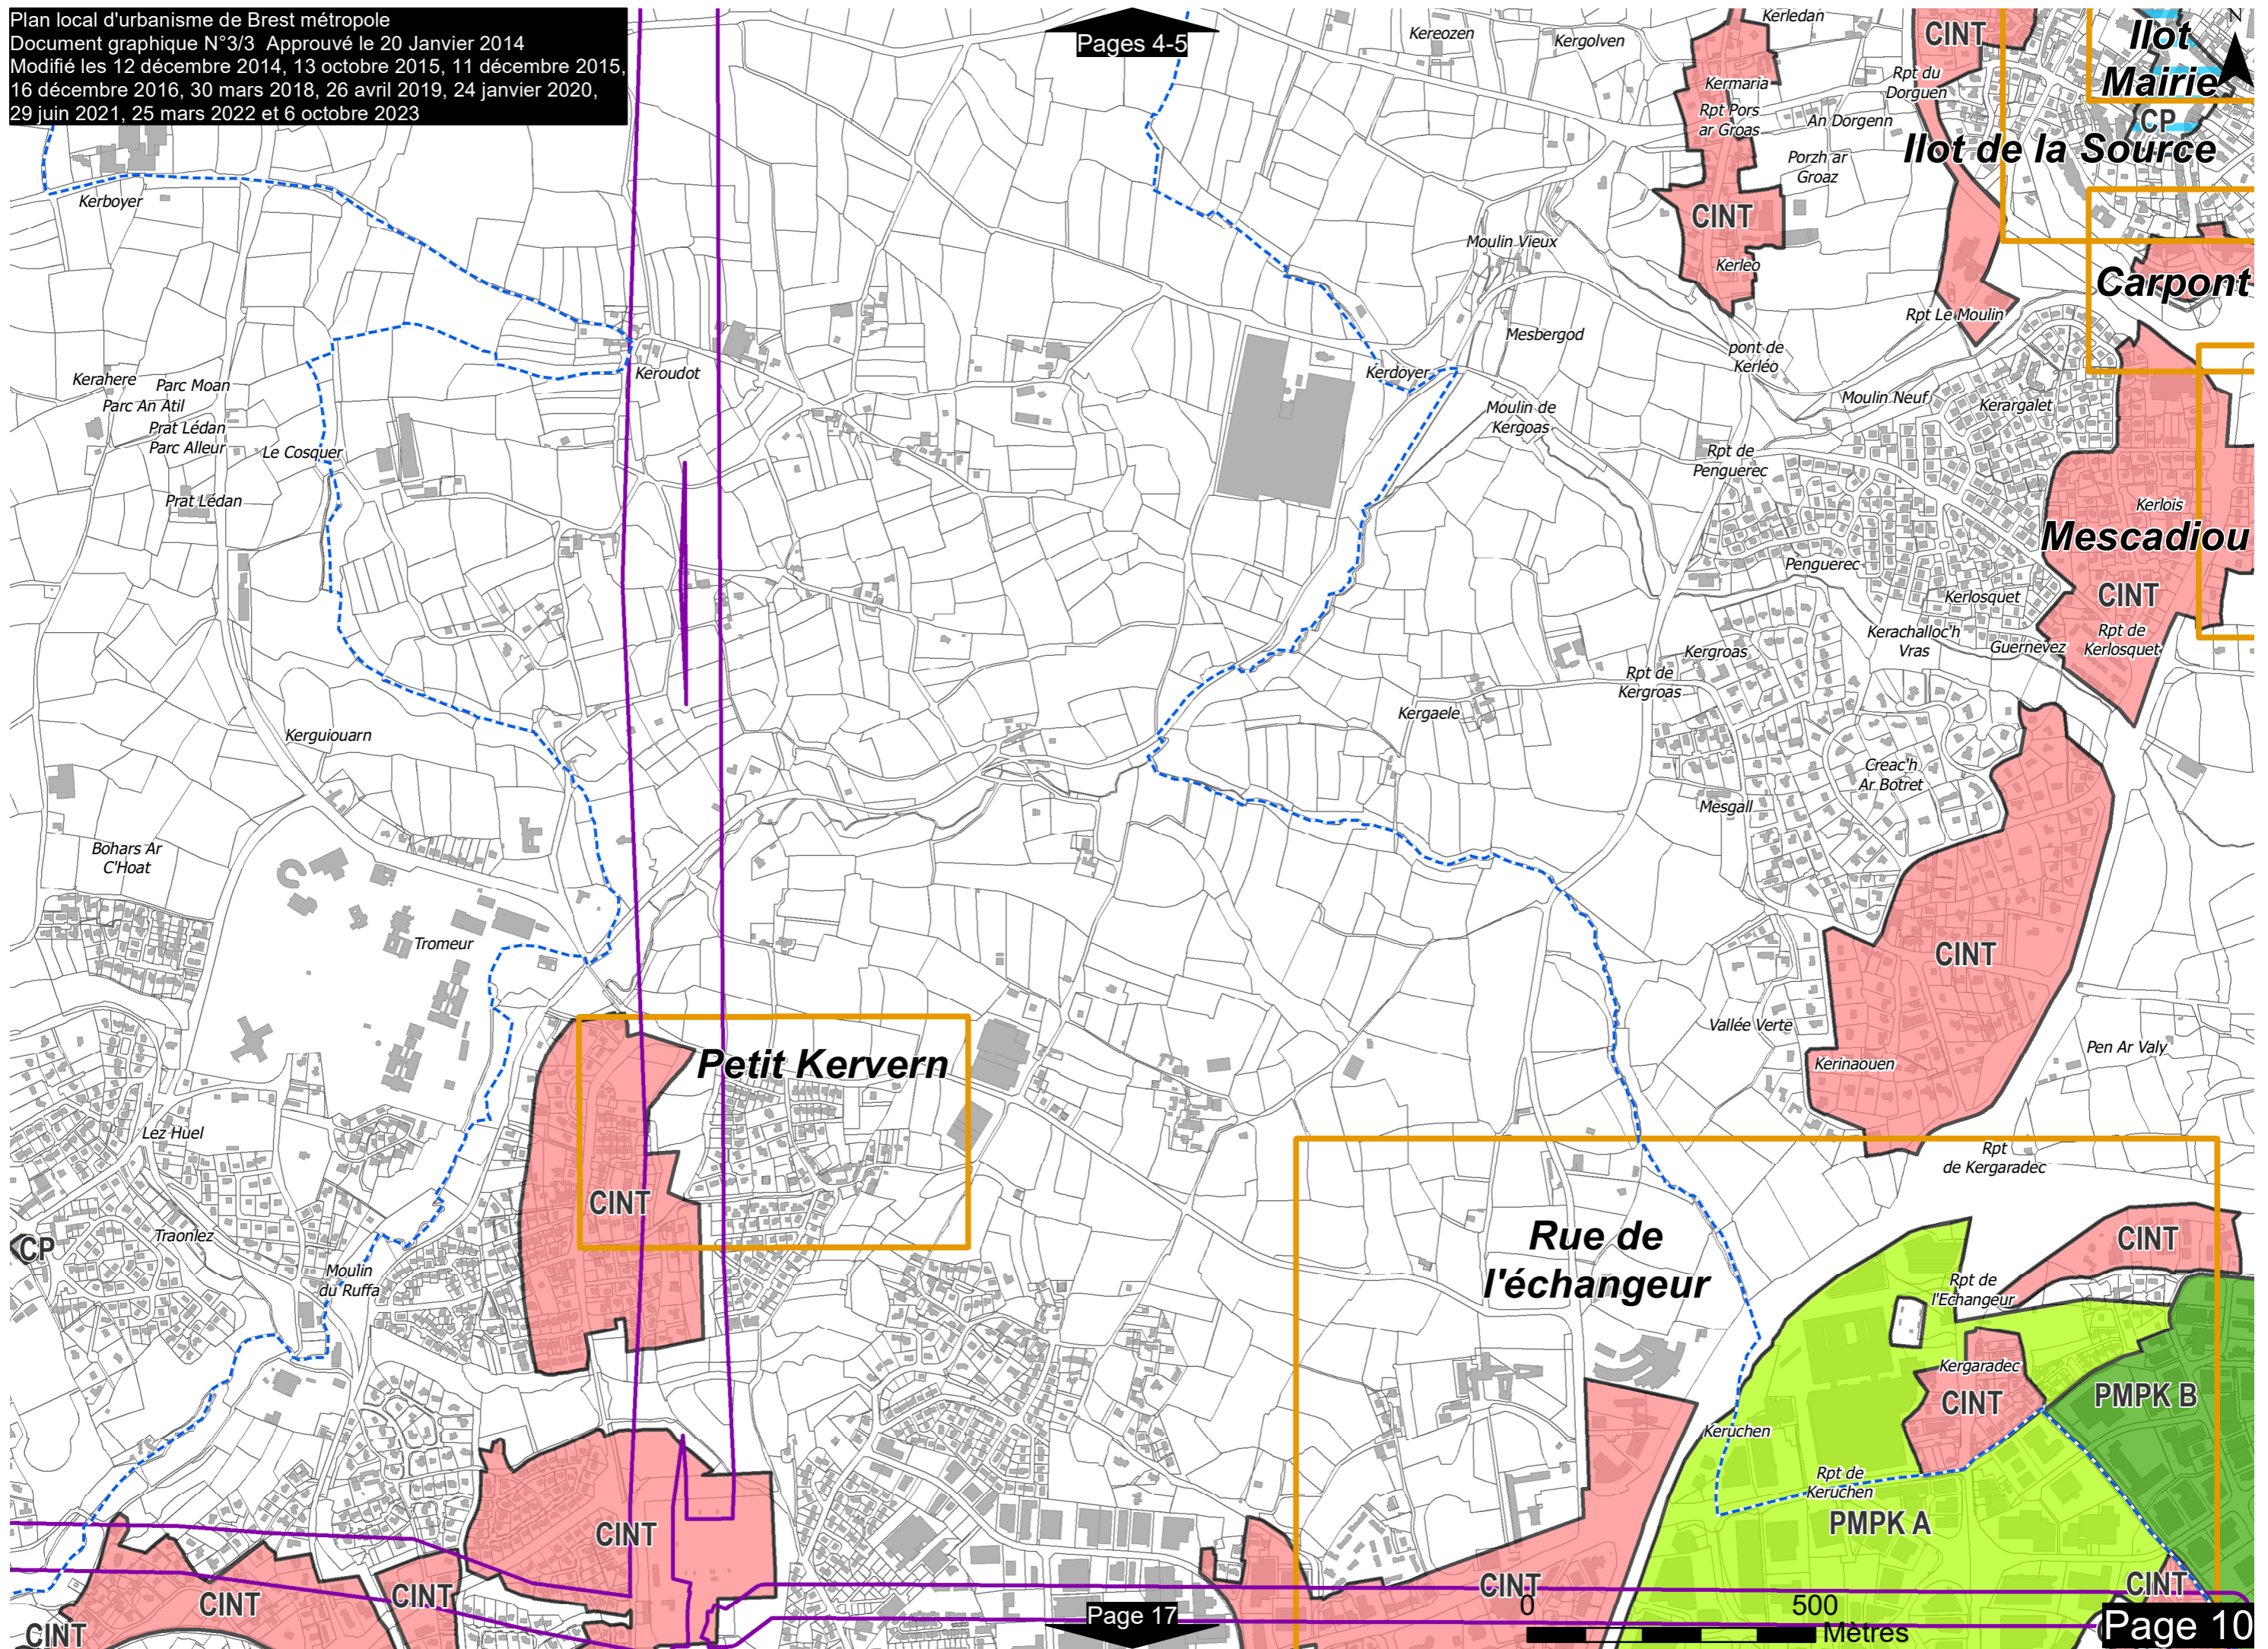 Plan local d'urbanisme de Brest métropole
Document graphique N°3/3 Approuvé le 20 Janvier 2014
Modifié les 12 décembre 2014, 13 octobre 2015, 11 décembre 2015,
16 décembre 2016, 30 mars 2018, 26 avril 2019, 24 janvier 2020,
29 juin 2021, 25 mars 2022 et 6 octobre 2023
Pages 4-5
Kereozen
Kergolven
Kerledan
CINT
Ilot
Mairie
N
Kermaria
Rpt du
Dorguen
Rpt Pors
ar Groas
An Dorgenn
CP
Ilot de la Source
Porzh ar
Groaz
Kerboyer
CINT
Moulin Vieux
Kerleo
Carpont
Rpt Le Moulin
Mesbergod
pont de
Kerléo
Keroudot
Kerdoyer
Kerahere
Parc Moan
Parc An Atil
Prat Lédan
Parc Alleur
Le Cosquer
Moulin de
Kergoas
Moulin Neuf
Kerargalet
Rpt de
Penguerec
Prat Lédan
Kerlois
Mescadiou
Penguerec
CINT
Kerlosquet
Kerachalloc'h
Vras
Guernevez
Rpt de
Kerlosquet
Kergroas
Rpt de
Kergroas
Kergaele
Kerguiouarn
Creac'h
Ar Botret
Mesgall
Bohars Ar
C'Hoat
Tromeur
CINT
Vallée Verte
Pen Ar Valy
Petit Kervern
Kerinaouen
Lez Huel
Rpt
de Kergaradec
CINT
Traonlez
CP
Moulin
du Ruffa
Rue de
l'échangeur
CINT
Rpt de
l'Echangeur
Kergaradec
CINT
PMPK B
Keruchen
Rpt de
Keruchen
PMPK A
CINT
CINT
CINT
CINT
CINT
CINT
Page 17
0
500
Mètres
Page 10